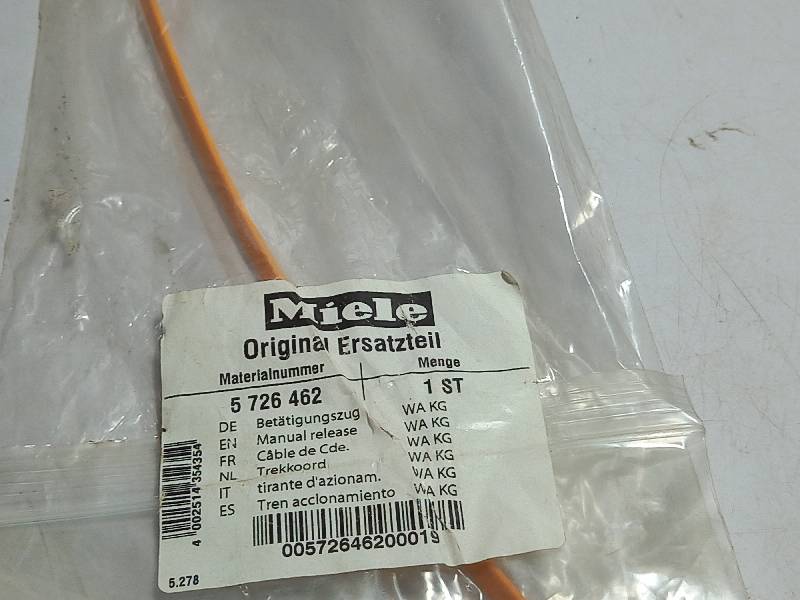 Miele
Original Ersatzteil
Materialnummer Menge
5 726 462 1 ST
DE Betätigungszug WA KG
EN Manual release WA KG
FR Câble de Cde. WA KG
NL Trekkoord WA KG
IT tirante d'azionam. WA KG
ES Tren acclonamiento WA KG
4 002514 354354
00572646200019
5.278